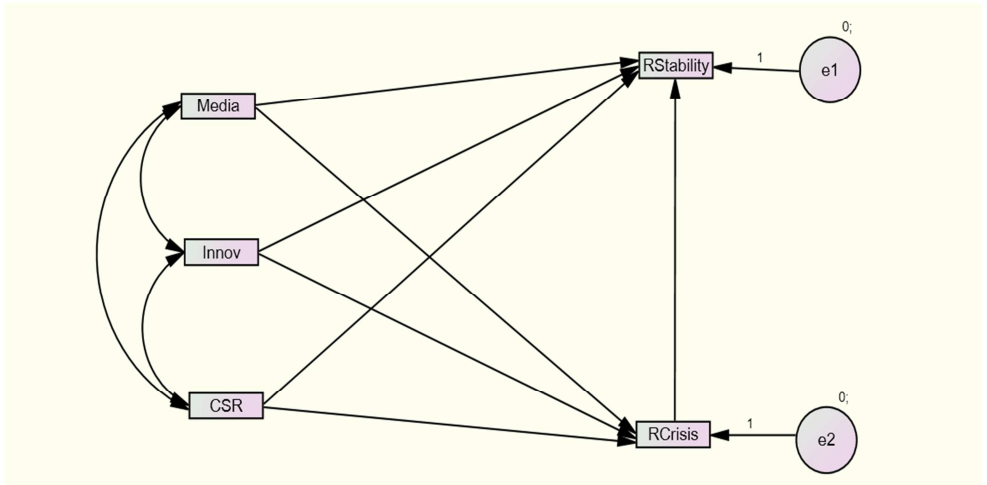 0;
RStability
1
e1
Media
Innov
CSR
0;
RCrisis
1
e2